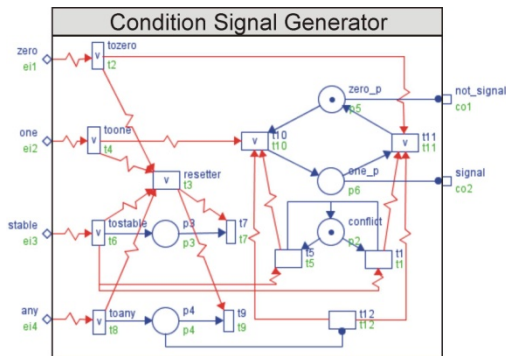 Condition Signal Generator
zero
ei1
v
tozero
t2
zero_p
p5
not_signal
co1
one
ei2
v
toone
t4
v
t10
t10
v
t11
t11
v
resetter
t3
one_p
p6
signal
co2
stable
ei3
v
tostable
t6
p3
p3
t7
t7
conflict
p2
t5
t5
t1
t1
any
ei4
v
toany
t8
p4
p4
t9
t9
t12
t12